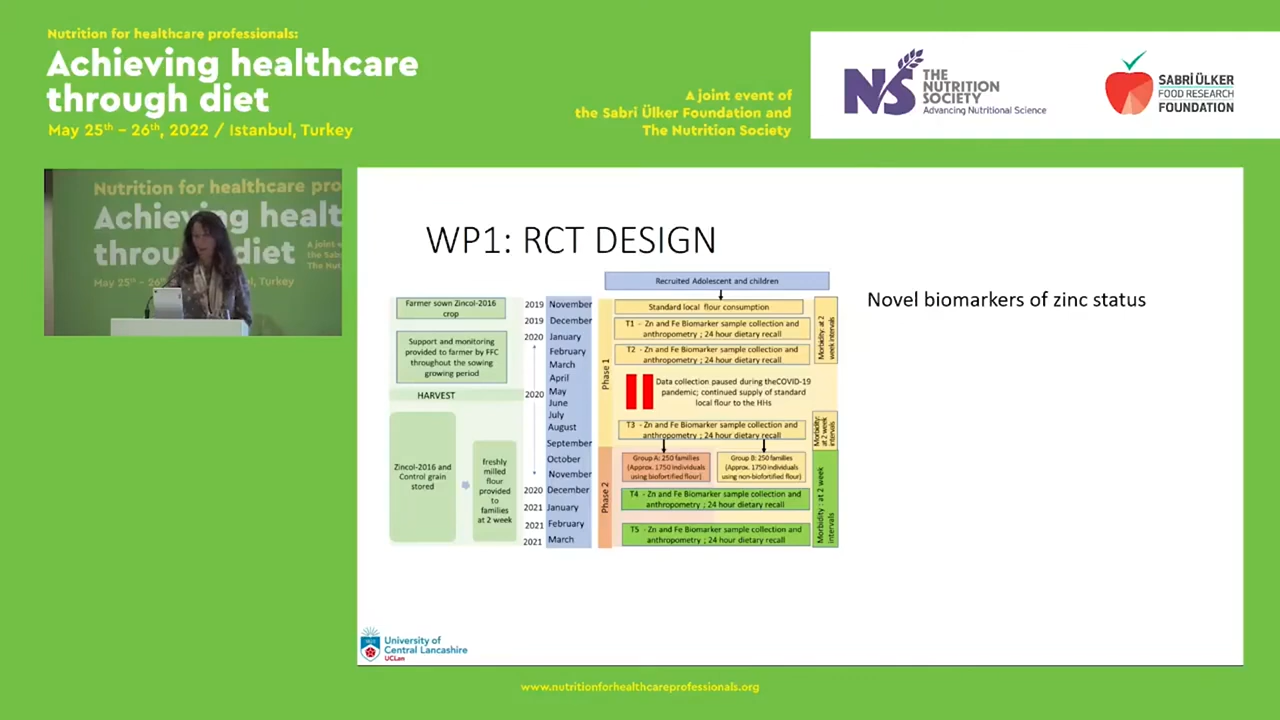 Nutrition for healthcare professionals:
Achieving healthcare
through diet
May 25th - 26th, 2022 / Istanbul, Turkey
A joint event of
the Sabri Ülker Foundation and
The Nutrition Society
NS
THE
NUTRITION
SOCIETY
Advancing Nutritional Science
SABRİ ÜLKER
FOOD RESEARCH
FOUNDATION
Nutrition for healthcare pro
Achieving healt
throu diet
A joint
the Sab
The Nut
May 25th - 26 l, Turkey
WP1: RCT DESIGN
Farmer sown Zincol-2016
crop
Support and monitoring
provided to farmer by FFC
throughout the sowing
growing period
HARVEST
Zincol-2016 and
Control grain
stored
freshly
milled
flour
provided
to
families
at 2 week
2019 November
2019 December
2020 January
February
March
April
2020 May
June
July
August
September
October
November
2020 December
2021 January
2021 February
2021 March
Recruited Adolescent and children
Phase 1
Standard local flour consumption
T1 - Zn and Fe Biomarker sample collection and
anthropometry ; 24 hour dietary recall
T2 - Zn and Fe Biomarker sample collection and
anthropometry ; 24 hour dietary recall
Morbidity: at 2
week intervals
Data collection paused during theCOVID-19
pandemic; continued supply of standard
local flour to the HHs
T3 - Zn and Fe Biomarker sample collection and
anthropometry ; 24 hour dietary recall
Morbidity:
at 2 week
intervals
Phase 2
Group A: 250 families
(Approx. 1750 individuals
using biofortified flour)
Group B: 250 families
(Approx. 1750 individuals
using non-biofortified flour)
T4 - Zn and Fe Biomarker sample collection and
anthropometry ; 24 hour dietary recall
T5 - Zn and Fe Biomarker sample collection and
anthropometry ; 24 hour dietary recall
Morbidity : at 2 week
intervals
Novel biomarkers of zinc status
University of
Central Lancashire
UCLan
www.nutritionforhealthcareprofessionals.org